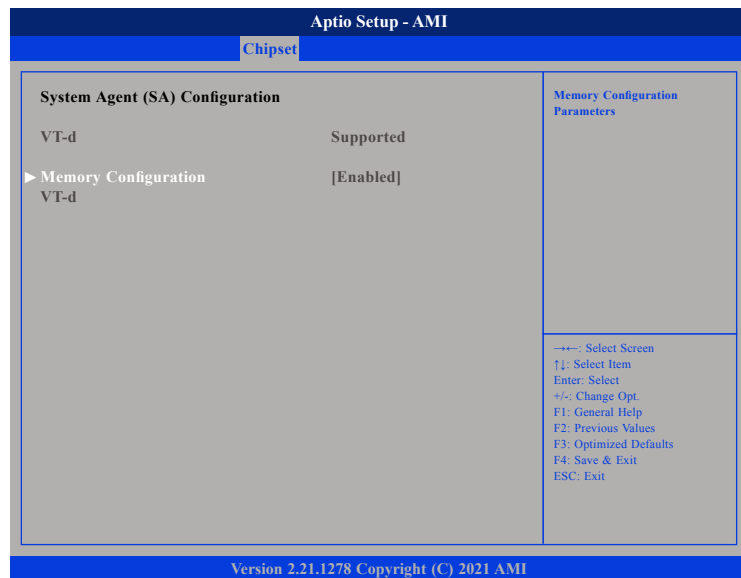 Aptio Setup - AMI
Chipset
System Agent (SA) Configuration
VT-d Supported
▶ Memory Configuration [Enabled]
VT-d
Memory Configuration
Parameters
→←: Select Screen
↑↓: Select Item
Enter: Select
+/-: Change Opt.
F1: General Help
F2: Previous Values
F3: Optimized Defaults
F4: Save & Exit
ESC: Exit
Version 2.21.1278 Copyright (C) 2021 AMI